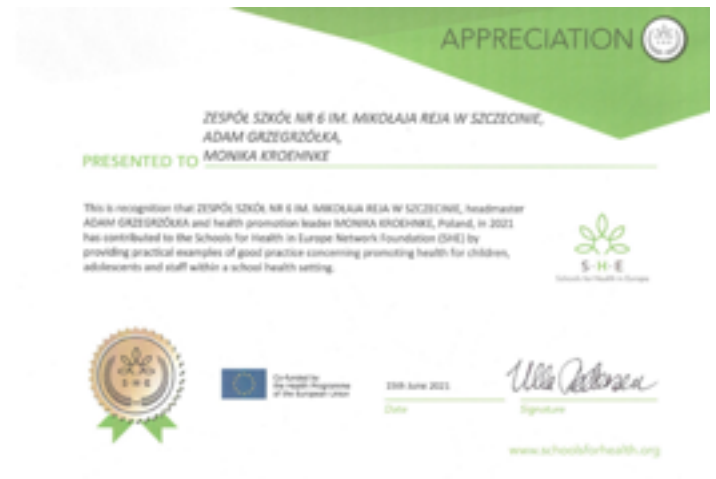 APPRECIATION
ZESPÓŁ SZKÓŁ NR 6 IM. MIKOŁAJA REJA W SZCZECINIE,
ADAM GRZEGRZÓŁKA,
PRESENTED TO MONIKA KROEHNKE
This is recognition that ZESPÓŁ SZKÓŁ NR 6 IM. MIKOŁAJA REJA W SZCZECINIE, headmaster
ADAM GRZEGRZÓŁKA and health promotion leader MONIKA KROEHNKE, Poland, in 2021
has contributed to the Schools for Health in Europe Network Foundation (SHE) by
providing practical examples of good practice concerning promoting health for children,
adolescents and staff within a school health setting.
S-H-E
Schools for Health in Europe
S-H-E
Co-funded by
the Health Programme
of the European Union
15th June 2021
Date
Signature
www.schoolsforhealth.org